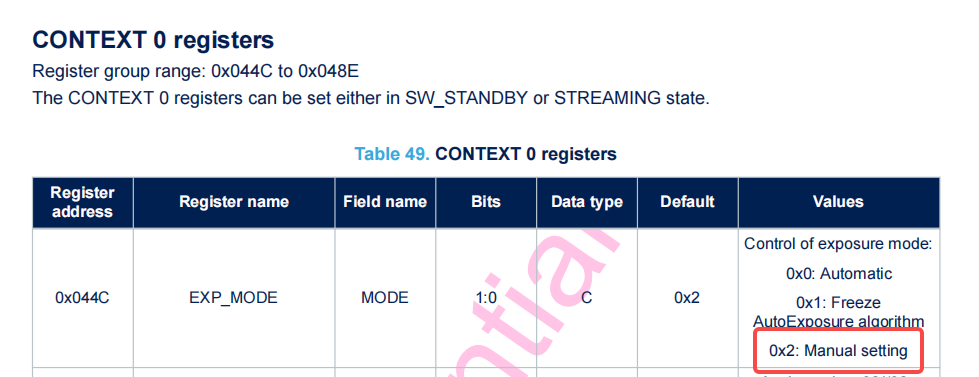 CONTEXT 0 registers
Register group range: 0x044C to 0x048E
The CONTEXT 0 registers can be set either in SW_STANDBY or STREAMING state.
Table 49. CONTEXT 0 registers
Register address
Register name
Field name
Bits
Data type
Default
Values
0x044C
EXP_MODE
MODE
1:0
C
0x2
Control of exposure mode:
0x0: Automatic
0x1: Freeze
AutoExposure algorithm
0x2: Manual setting